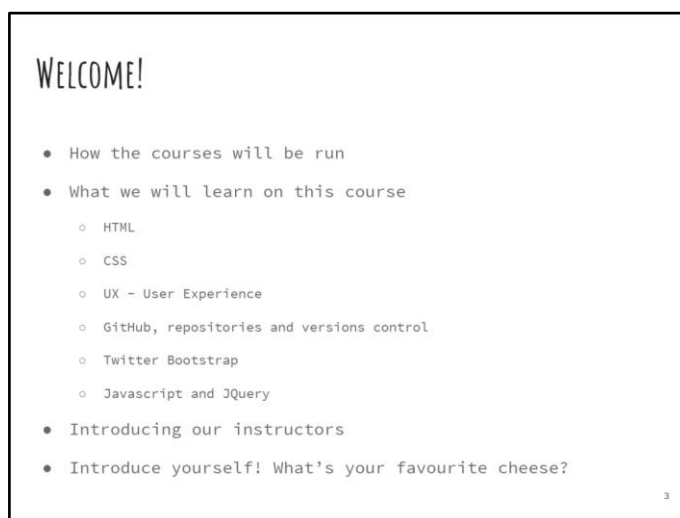 WELCOME!
● How the courses will be run
● What we will learn on this course
○ HTML
○ CSS
○ UX – User Experience
○ GitHub, repositories and versions control
○ Twitter Bootstrap
○ Javascript and JQuery
● Introducing our instructors
● Introduce yourself! What's your favourite cheese?
3